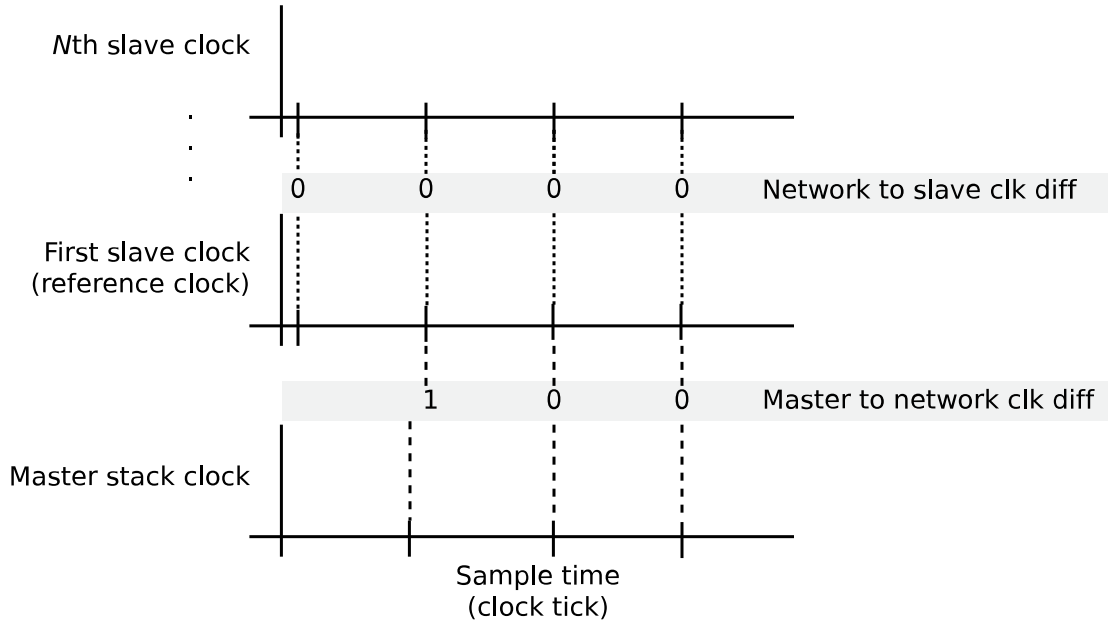 Nth slave clock
0 0 0 0 Network to slave clk diff
First slave clock
(reference clock)
1 0 0 Master to network clk diff
Master stack clock
Sample time
(clock tick)